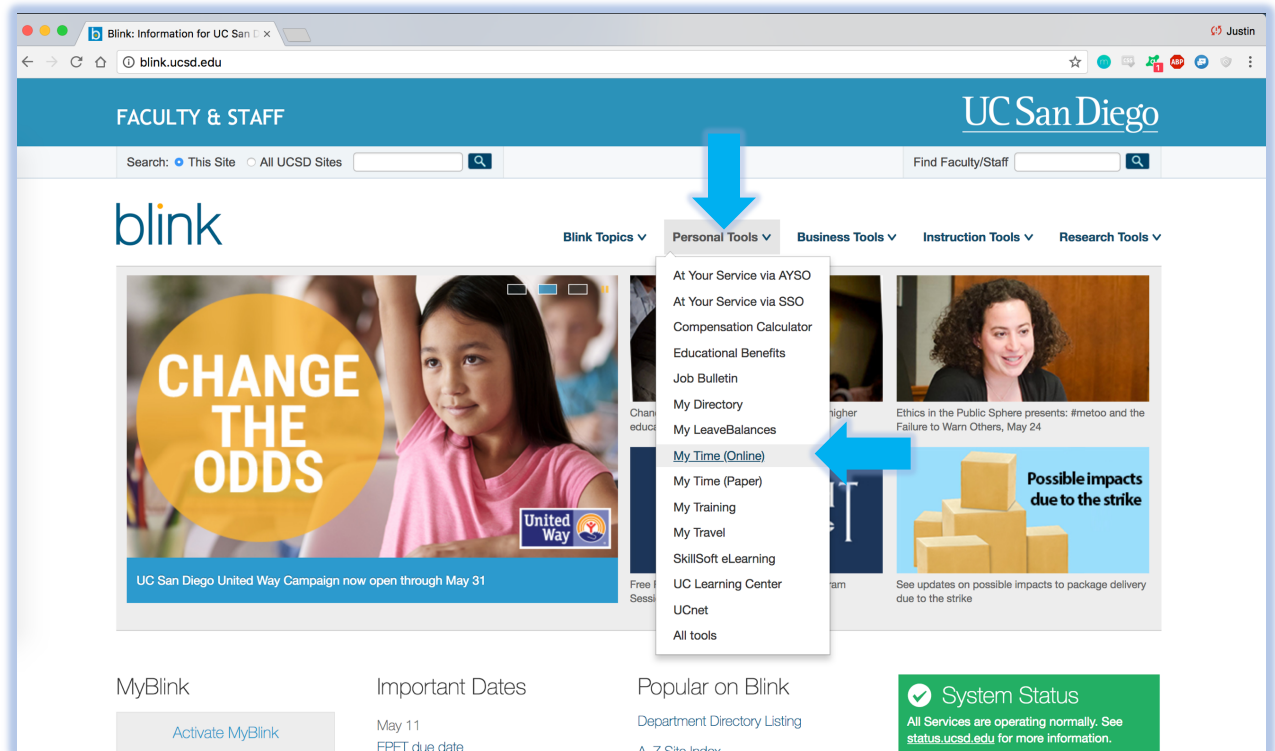 Blink: Information for UC San D
Justin
blink.ucsd.edu
1
ABP
FACULTY & STAFF
UC San Diego
Search: This Site All UCSD Sites
Find Faculty/Staff
blink
Blink Topics
Personal Tools
Business Tools
Instruction Tools
Research Tools
At Your Service via AYSO
At Your Service via SSO
Compensation Calculator
Educational Benefits
Job Bulletin
My Directory
My LeaveBalances
My Time (Online)
My Time (Paper)
My Training
My Travel
SkillSoft eLearning
UC Learning Center
UCnet
All tools
CHANGE
THE
ODDS
United
Way
UC San Diego United Way Campaign now open through May 31
higher
Free
Ethics in the Public Sphere presents: #metoo and the
Failure to Warn Others, May 24
Possible impacts
due to the strike
See updates on possible impacts to package delivery
due to the strike
MyBlink
Activate MyBlink
Important Dates
May 11
EPET due date
Popular on Blink
Department Directory Listing
A-Z Site Index
System Status
All Services are operating normally. See
status.ucsd.edu for more information.